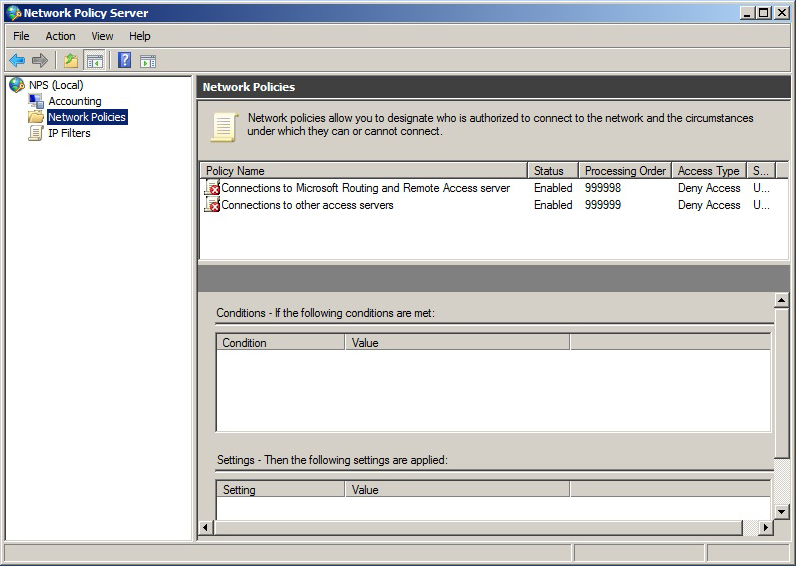 Network Policy Server
File Action View Help
NPS (Local)
Accounting
Network Policies
IP Filters
Network Policies
Network policies allow you to designate who is authorized to connect to the network and the circumstances
under which they can or cannot connect.
Policy Name Status Processing Order Access Type S...
Connections to Microsoft Routing and Remote Access server Enabled 999998 Deny Access U...
Connections to other access servers Enabled 999999 Deny Access U...
Conditions - If the following conditions are met:
Condition Value
Settings - Then the following settings are applied:
Setting Value